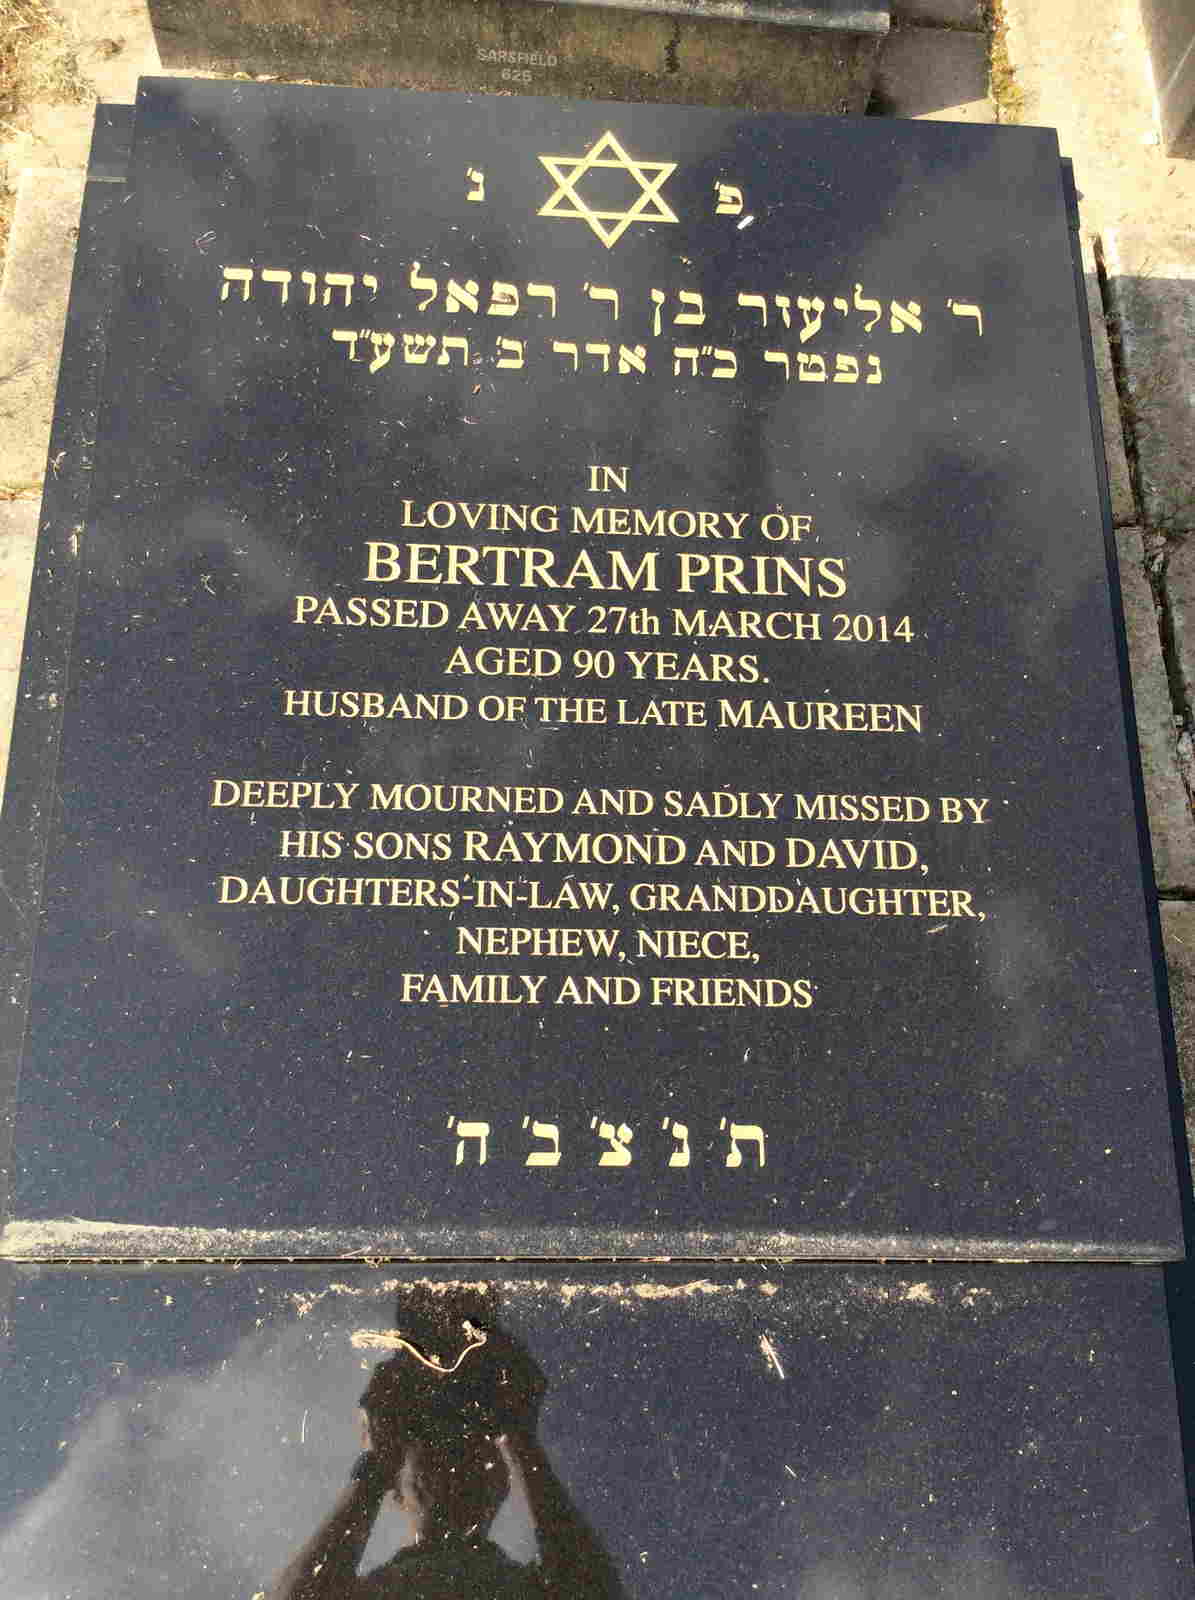 SARSFIELD
625
פ' נ'
ר' אליעזר בן ר' רפאל יהודה
נפטר כ"ה אדר ב' תשע"ד
IN
LOVING MEMORY OF
BERTRAM PRINS
PASSED AWAY 27th MARCH 2014
AGED 90 YEARS.
HUSBAND OF THE LATE MAUREEN
DEEPLY MOURNED AND SADLY MISSED BY
HIS SONS RAYMOND AND DAVID,
DAUGHTERS-IN-LAW, GRANDDAUGHTER,
NEPHEW, NIECE,
FAMILY AND FRIENDS
ת' נ' צ' ב' ה'